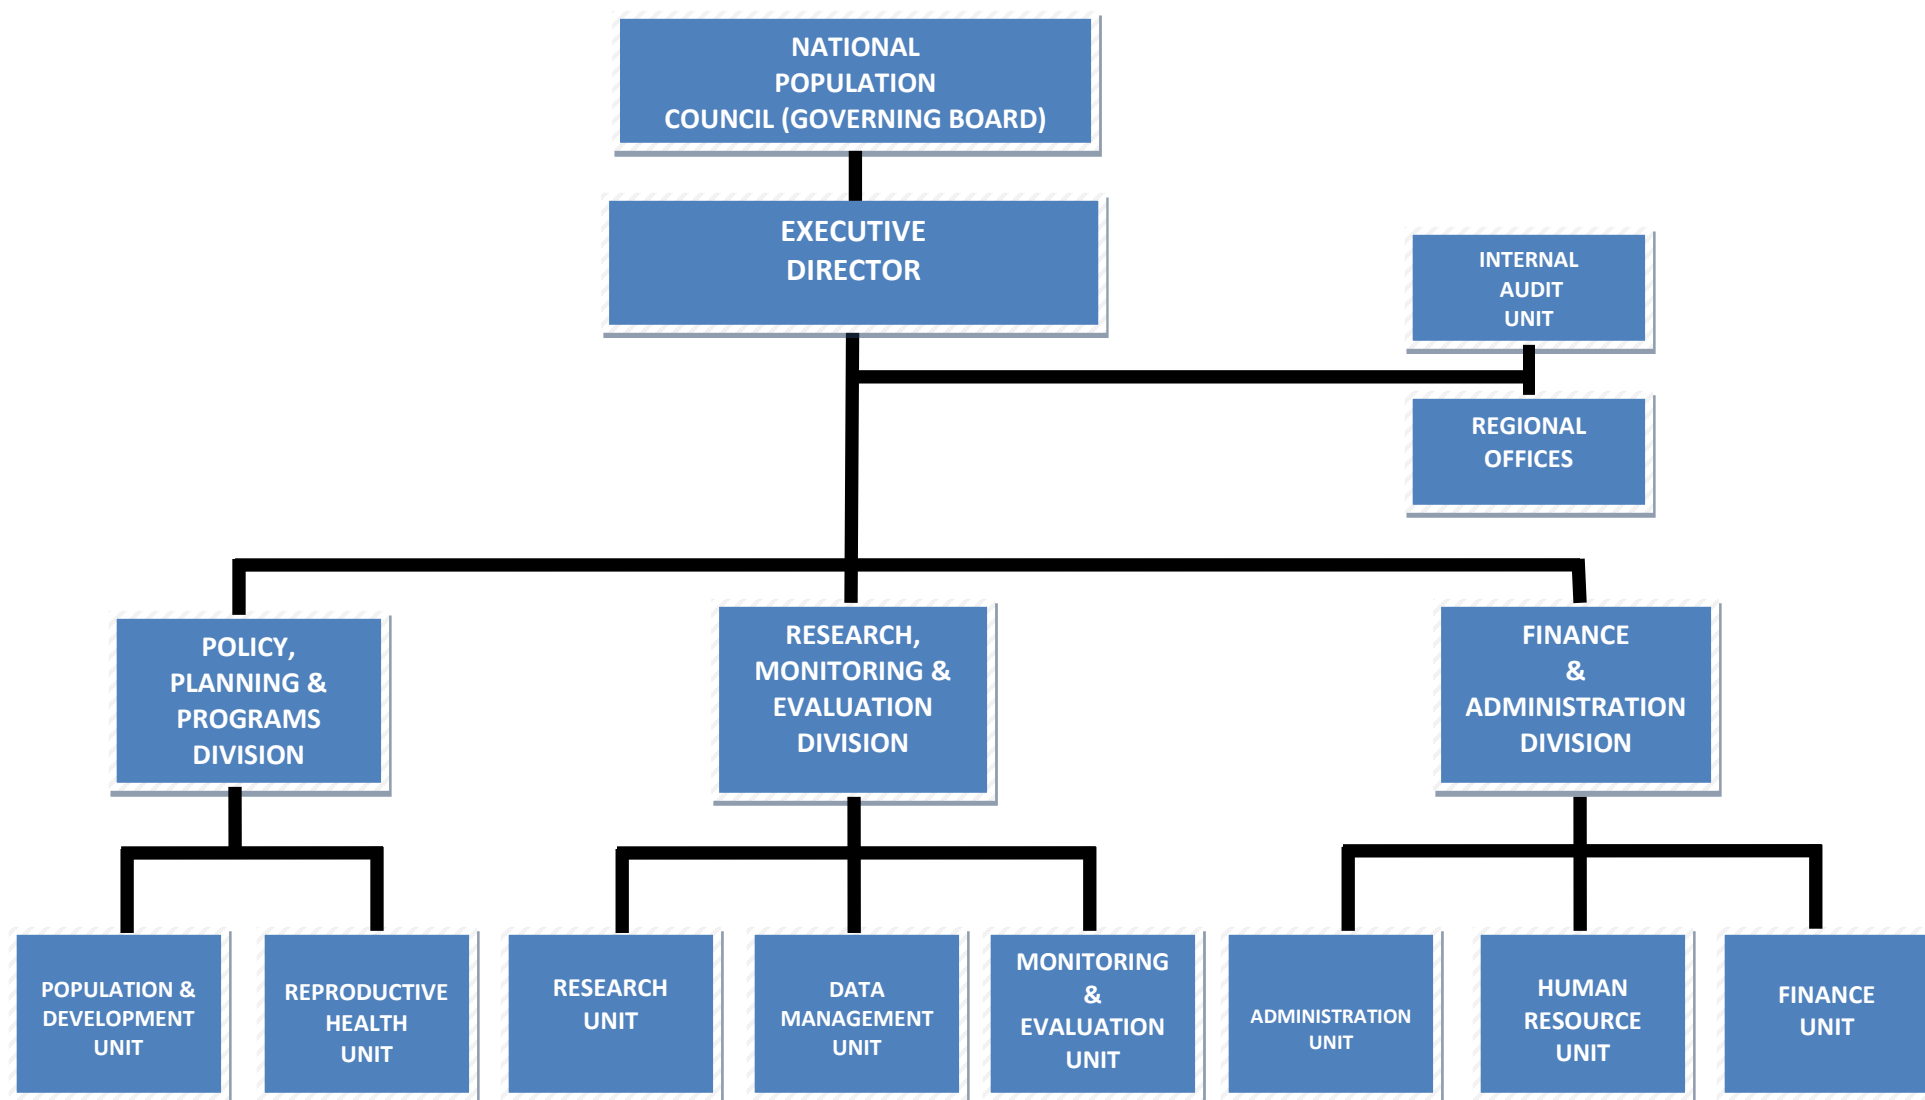 NATIONAL
POPULATION
COUNCIL (GOVERNING BOARD)
EXECUTIVE
DIRECTOR
INTERNAL
AUDIT
UNIT
REGIONAL
OFFICES
POLICY,
PLANNING &
PROGRAMS
DIVISION
RESEARCH,
MONITORING &
EVALUATION
DIVISION
FINANCE
&
ADMINISTRATION
DIVISION
POPULATION &
DEVELOPMENT
UNIT
REPRODUCTIVE
HEALTH
UNIT
RESEARCH
UNIT
DATA
MANAGEMENT
UNIT
MONITORING
&
EVALUATION
UNIT
ADMINISTRATION
UNIT
HUMAN
RESOURCE
UNIT
FINANCE
UNIT